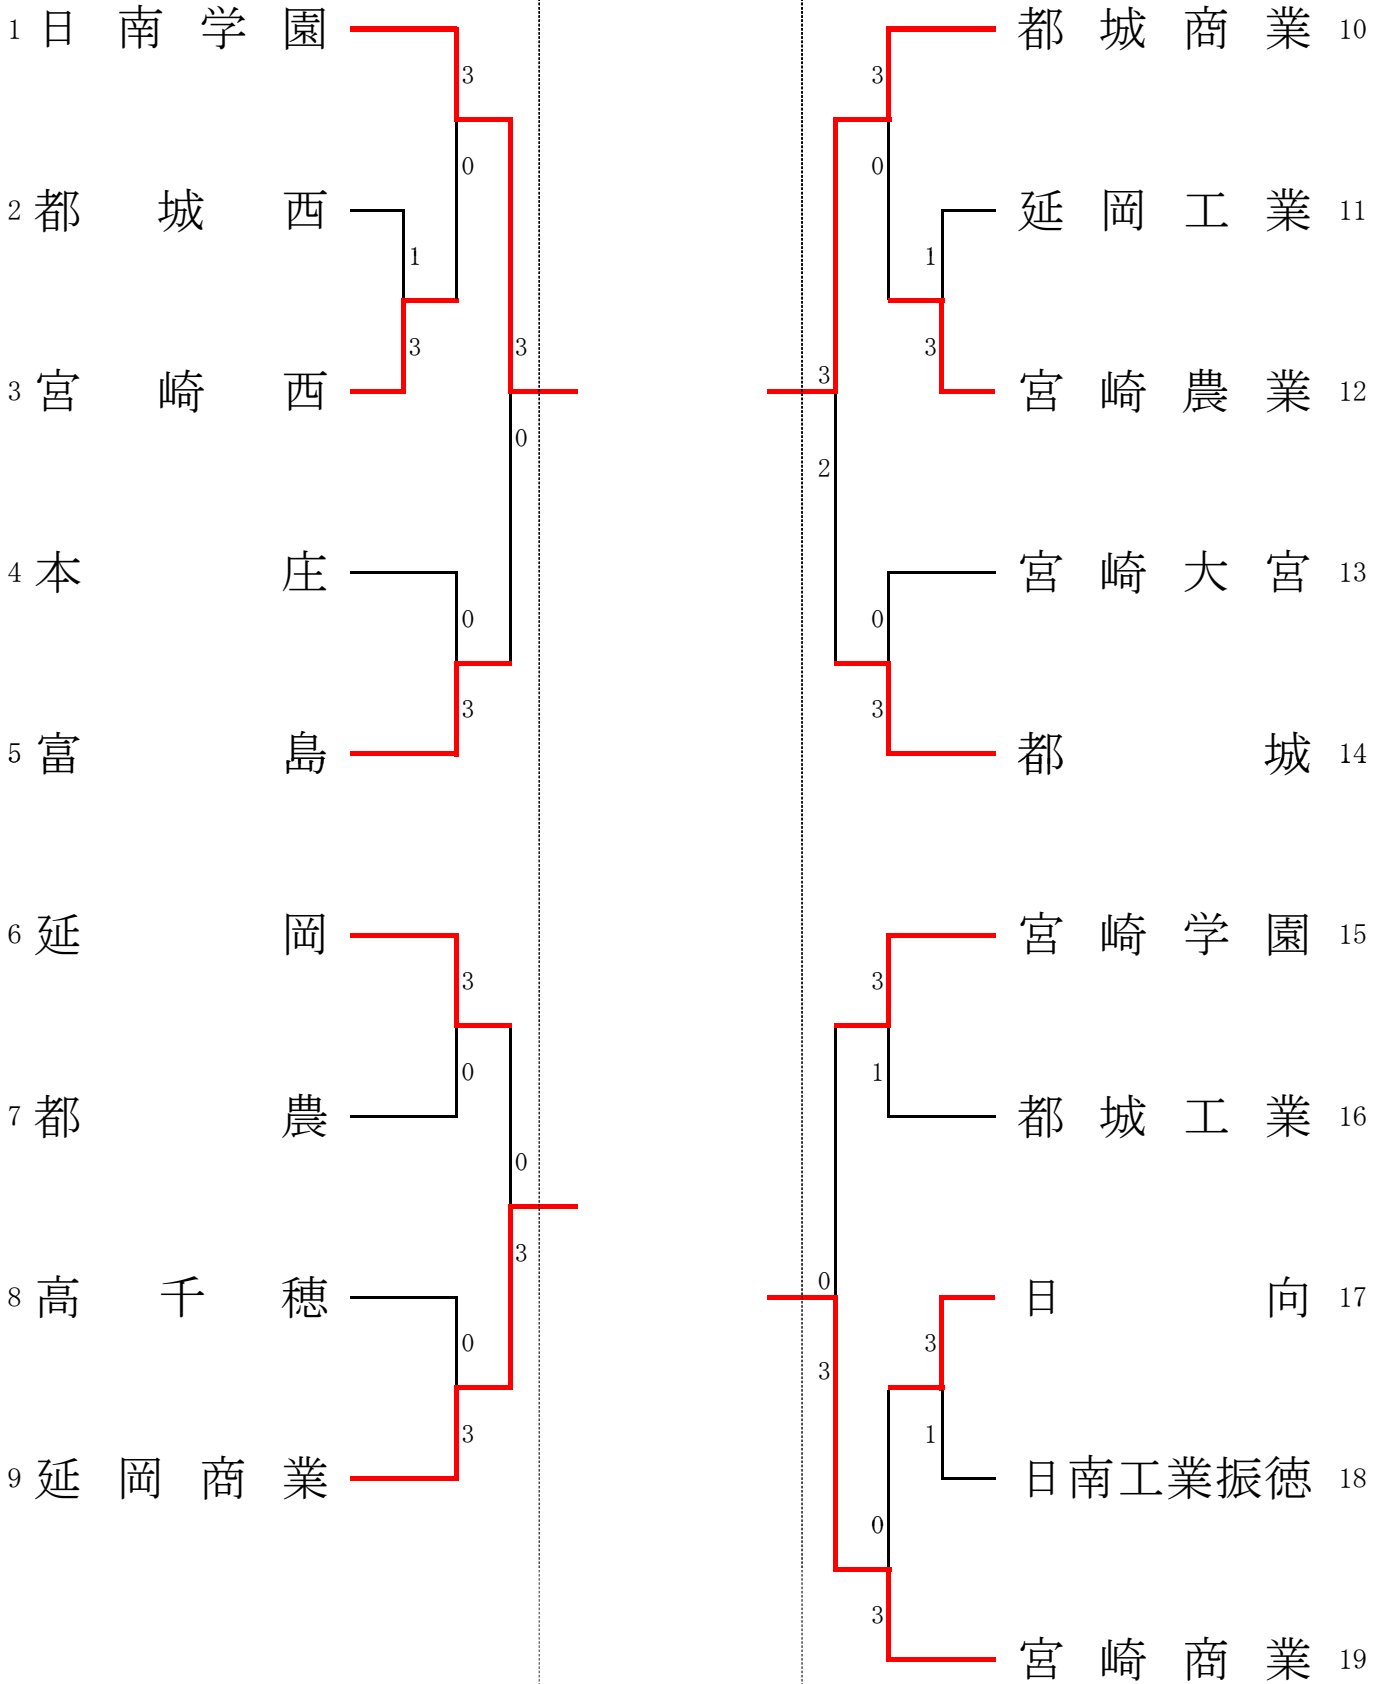 1 日南学園
3
0
2 都城西
1
3
3 宮崎西
3
0
4 本庄
0
3
5 富島
6 延岡
3
0
7 都農
0
3
8 高千穂
0
3
9 延岡商業
都城商業 10
3
0
延岡工業 11
1
3
宮崎農業 12
3
2
宮崎大宮 13
0
3
都城 14
宮崎学園 15
3
1
都城工業 16
0
3
日向 17
3
1
日南工業振徳 18
0
3
宮崎商業 19